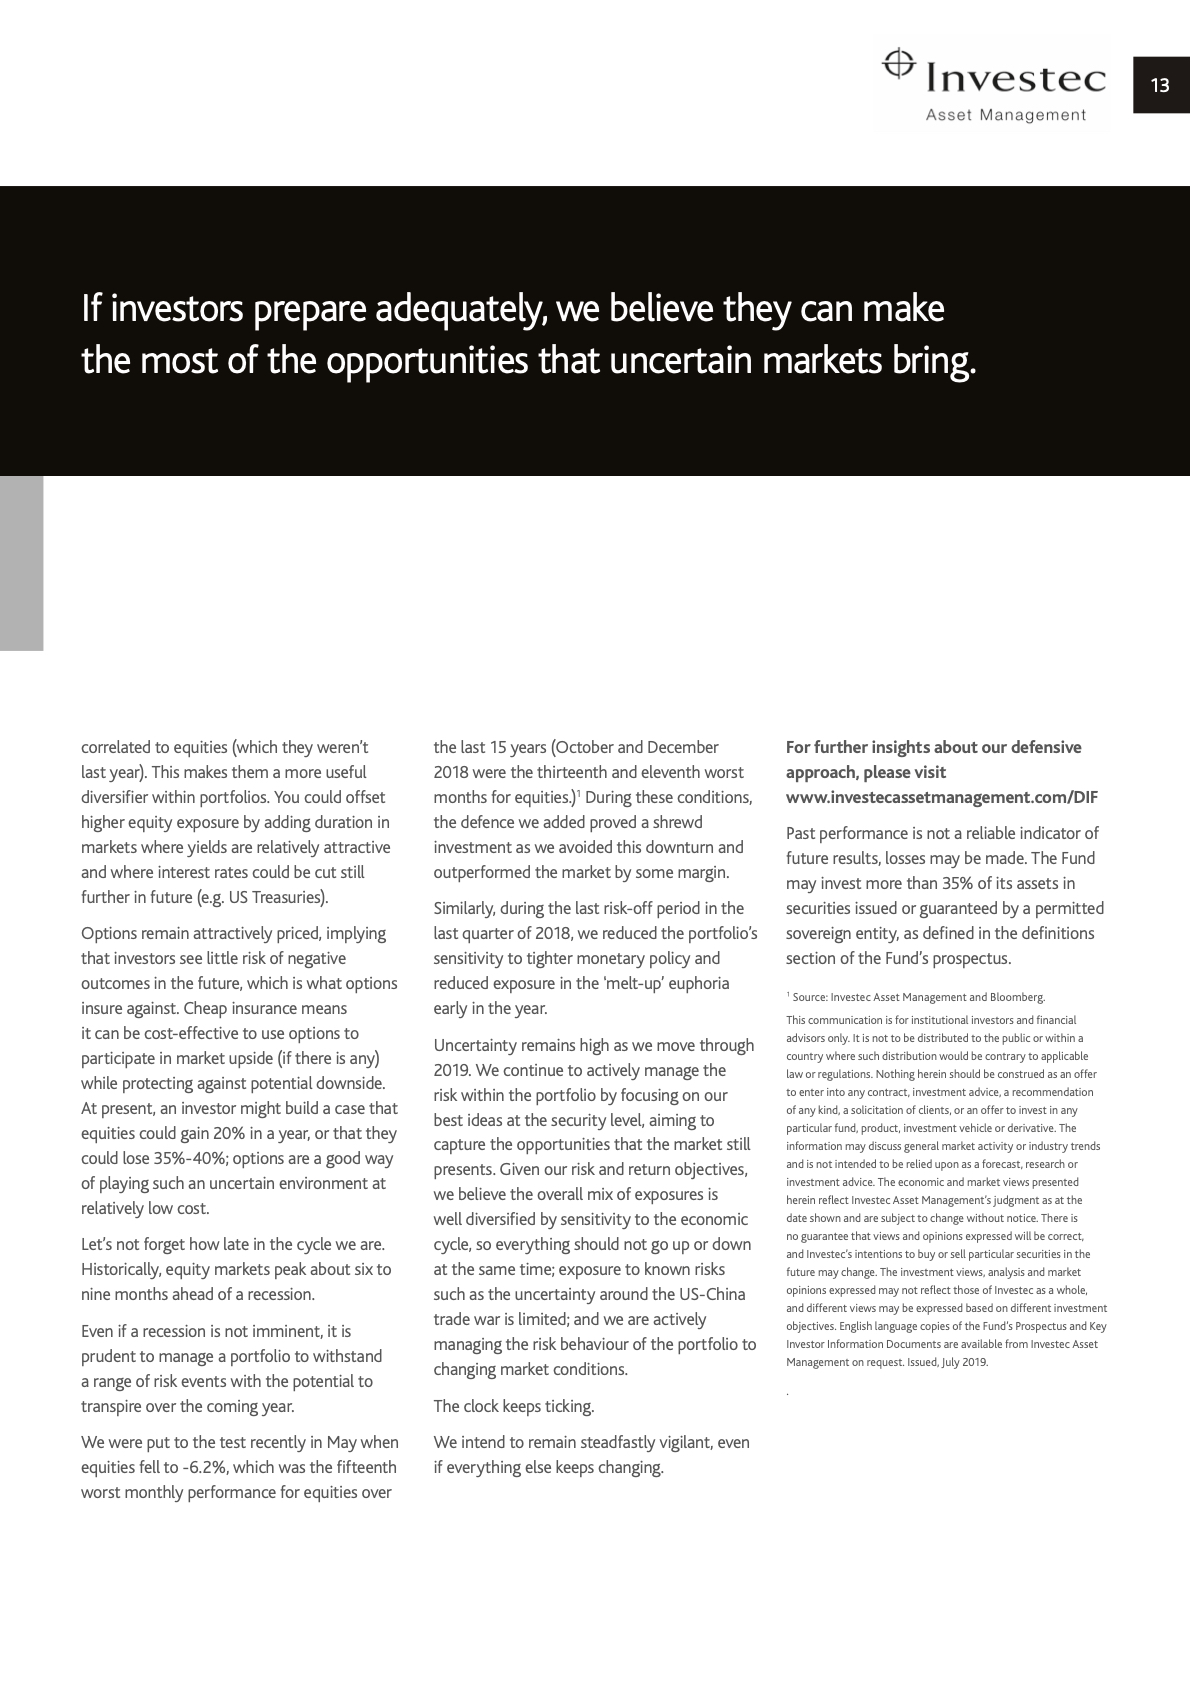 Investec
Asset Management
13
If investors prepare adequately, we believe they can make
the most of the opportunities that uncertain markets bring.
correlated to equities (which they weren’t
last year). This makes them a more useful
diversifier within portfolios. You could offset
higher equity exposure by adding duration in
markets where yields are relatively attractive
and where interest rates could be cut still
further in future (e.g. US Treasuries).
Options remain attractively priced, implying
that investors see little risk of negative
outcomes in the future, which is what options
insure against. Cheap insurance means
it can be cost-effective to use options to
participate in market upside (if there is any)
while protecting against potential downside.
At present, an investor might build a case that
equities could gain 20% in a year, or that they
could lose 35%-40%; options are a good way
of playing such an uncertain environment at
relatively low cost.
Let’s not forget how late in the cycle we are.
Historically, equity markets peak about six to
nine months ahead of a recession.
Even if a recession is not imminent, it is
prudent to manage a portfolio to withstand
a range of risk events with the potential to
transpire over the coming year.
We were put to the test recently in May when
equities fell to -6.2%, which was the fifteenth
worst monthly performance for equities over
the last 15 years (October and December
2018 were the thirteenth and eleventh worst
months for equities.)¹ During these conditions,
the defence we added proved a shrewd
investment as we avoided this downturn and
outperformed the market by some margin.
Similarly, during the last risk-off period in the
last quarter of 2018, we reduced the portfolio’s
sensitivity to tighter monetary policy and
reduced exposure in the ‘melt-up’ euphoria
early in the year.
Uncertainty remains high as we move through
2019. We continue to actively manage the
risk within the portfolio by focusing on our
best ideas at the security level, aiming to
capture the opportunities that the market still
presents. Given our risk and return objectives,
we believe the overall mix of exposures is
well diversified by sensitivity to the economic
cycle, so everything should not go up or down
at the same time; exposure to known risks
such as the uncertainty around the US-China
trade war is limited; and we are actively
managing the risk behaviour of the portfolio to
changing market conditions.
The clock keeps ticking.
We intend to remain steadfastly vigilant, even
if everything else keeps changing.
For further insights about our defensive
approach, please visit
www.investecassetmanagement.com/DIF
Past performance is not a reliable indicator of
future results, losses may be made. The Fund
may invest more than 35% of its assets in
securities issued or guaranteed by a permitted
sovereign entity, as defined in the definitions
section of the Fund’s prospectus.
¹ Source: Investec Asset Management and Bloomberg.
This communication is for institutional investors and financial
advisors only. It is not to be distributed to the public or within a
country where such distribution would be contrary to applicable
law or regulations. Nothing herein should be construed as an offer
to enter into any contract, investment advice, a recommendation
of any kind, a solicitation of clients, or an offer to invest in any
particular fund, product, investment vehicle or derivative. The
information may discuss general market activity or industry trends
and is not intended to be relied upon as a forecast, research or
investment advice. The economic and market views presented
herein reflect Investec Asset Management’s judgment as at the
date shown and are subject to change without notice. There is
no guarantee that views and opinions expressed will be correct,
and Investec’s intentions to buy or sell particular securities in the
future may change. The investment views, analysis and market
opinions expressed may not reflect those of Investec as a whole,
and different views may be expressed based on different investment
objectives. English language copies of the Fund’s Prospectus and Key
Investor Information Documents are available from Investec Asset
Management on request. Issued, July 2019.
.